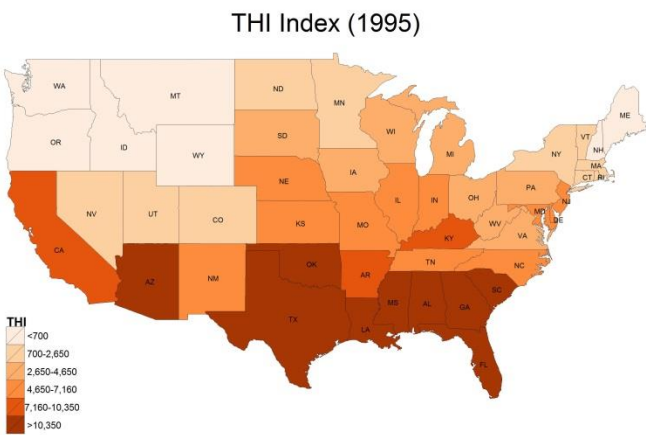 THI Index (1995)
WA
MT
ND
MN
ME
OR
ID
WY
SD
WI
MI
NY
VT
NH
MA
CT
RI
NV
UT
CO
NE
IA
IL
IN
OH
PA
NJ
MD
DE
CA
KS
MO
KY
WV
VA
AZ
NM
OK
AR
TN
NC
TX
LA
MS
AL
GA
SC
FL
THI
<700
700-2,650
2,650-4,650
4,650-7,160
7,160-10,350
>10,350